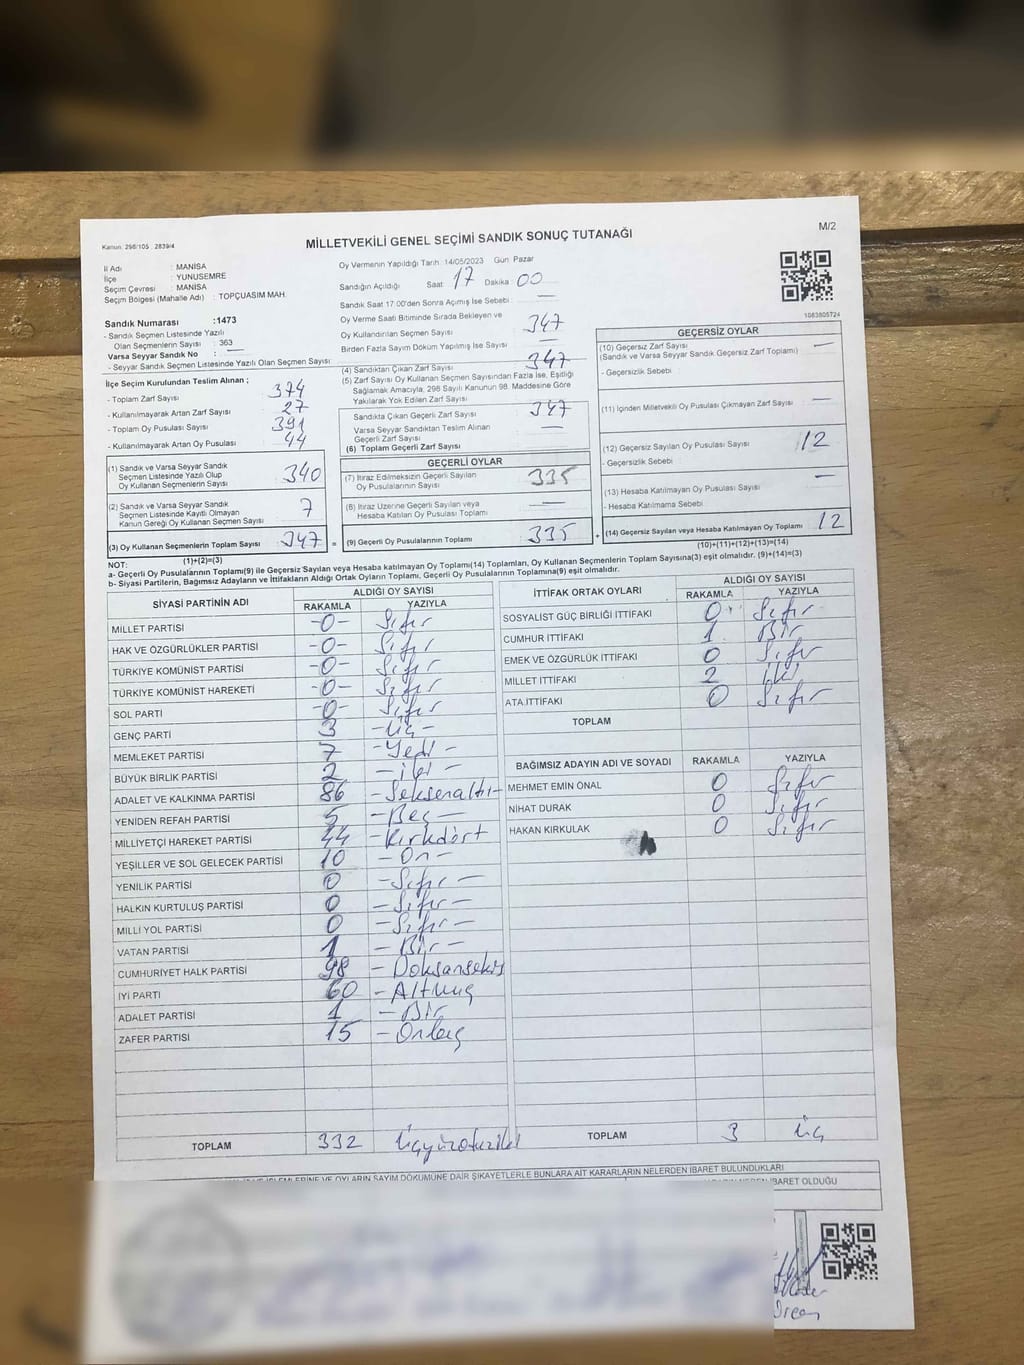 Kanun: 298/105 , 2839/4
M/2
MİLLETVEKİLİ GENEL SEÇİMİ SANDIK SONUÇ TUTANAĞI
İl Adı : MANİSA
İlçe : YUNUSEMRE
Seçim Çevresi : MANİSA
Seçim Bölgesi (Mahalle Adı) : TOPÇUASIM MAH.
Sandık Numarası :1473
- Sandık Seçmen Listesinde Yazılı
Olan Seçmenlerin Sayısı : 363
Varsa Seyyar Sandık No : —
- Seyyar Sandık Seçmen Listesinde Yazılı Olan Seçmen Sayısı :
Oy Vermenin Yapıldığı Tarih :14/05/2023 Gün: Pazar
Sandığın Açıldığı Saat: 17 Dakika: 00
Sandık Saat 17.00'den Sonra Açılmış İse Sebebi : —
Oy Verme Saati Bitiminde Sırada Bekleyen ve
Oy Kullandırılan Seçmen Sayısı : 347
Birden Fazla Sayım Döküm Yapılmış İse Sayısı : —
1083805724
İlçe Seçim Kurulundan Teslim Alınan ;
- Toplam Zarf Sayısı : 374
- Kullanılmayarak Artan Zarf Sayısı : 27
- Toplam Oy Pusulası Sayısı : 391
- Kullanılmayarak Artan Oy Pusulası : 44
(1) Sandık ve Varsa Seyyar Sandık
Seçmen Listesinde Yazılı Olup
Oy Kullanan Seçmenlerin Sayısı 340
(2) Sandık ve Varsa Seyyar Sandık
Seçmen Listesinde Kayıtlı Olmayan
Kanun Gereği Oy Kullanan Seçmen Sayısı 7
(3) Oy Kullanan Seçmenlerin Toplam Sayısı 347
(1)+(2)=(3)
(4) Sandıktan Çıkan Zarf Sayısı 347
(5) Zarf Sayısı Oy Kullanan Seçmen Sayısından Fazla İse, Eşitliği
Sağlamak Amacıyla, 298 Sayılı Kanunun 98. Maddesine Göre
Yakılarak Yok Edilen Zarf Sayısı
Sandıkta Çıkan Geçerli Zarf Sayısı 347
Varsa Seyyar Sandıktan Teslim Alınan
Geçerli Zarf Sayısı —
(6) Toplam Geçerli Zarf Sayısı
GEÇERLİ OYLAR
(7) İtiraz Edilmeksizin Geçerli Sayılan
Oy Pusulalarının Sayısı 335
(8) İtiraz Üzerine Geçerli Sayılan veya
Hesaba Katılan Oy Pusulası Toplamı —
= (9) Geçerli Oy Pusulalarının Toplamı 335 +
GEÇERSİZ OYLAR
(10) Geçersiz Zarf Sayısı —
(Sandık ve Varsa Seyyar Sandık Geçersiz Zarf Toplamı)
- Geçersizlik Sebebi :
(11) İçinden Milletvekili Oy Pusulası Çıkmayan Zarf Sayısı —
(12) Geçersiz Sayılan Oy Pusulası Sayısı 12
- Geçersizlik Sebebi :
(13) Hesaba Katılmayan Oy Pusulası Sayısı —
- Hesaba Katılmama Sebebi :
(14) Geçersiz Sayılan veya Hesaba Katılmayan Oy Toplamı 12
(10)+(11)+(12)+(13)=(14)
NOT:
a- Geçerli Oy Pusulalarının Toplamı(9) ile Geçersiz Sayılan veya Hesaba katılmayan Oy Toplamı(14) Toplamları, Oy Kullanan Seçmenlerin Toplam Sayısına(3) eşit olmalıdır. (9)+(14)=(3)
b- Siyasi Partilerin, Bağımsız Adayların ve İttifakların Aldığı Ortak Oyların Toplamı, Geçerli Oy Pusulalarının Toplamına(9) eşit olmalıdır.
SİYASİ PARTİNİN ADI ALDIĞI OY SAYISI
RAKAMLA YAZIYLA
MİLLET PARTİSİ -0- Sıfır
HAK VE ÖZGÜRLÜKLER PARTİSİ -0- Sıfır
TÜRKİYE KOMÜNİST PARTİSİ -0- Sıfır
TÜRKİYE KOMÜNİST HAREKETİ -0- Sıfır
SOL PARTİ -0- Sıfır
GENÇ PARTİ 3 -Üç-
MEMLEKET PARTİSİ 7 -Yedi-
BÜYÜK BİRLİK PARTİSİ 2 -iki-
ADALET VE KALKINMA PARTİSİ 86 -Seksenaltı-
YENİDEN REFAH PARTİSİ 5 -Beş-
MİLLİYETÇİ HAREKET PARTİSİ 44 -Kırkdört
YEŞİLLER VE SOL GELECEK PARTİSİ 10 -On-
YENİLİK PARTİSİ 0 -Sıfır-
HALKIN KURTULUŞ PARTİSİ 0 -Sıfır-
MİLLİ YOL PARTİSİ 0 -Sıfır-
VATAN PARTİSİ 1 -Bir-
CUMHURİYET HALK PARTİSİ 98 -Doksansekiz
İYİ PARTİ 60 -Altmış
ADALET PARTİSİ 1 -Bir
ZAFER PARTİSİ 15 -Onbeş
TOPLAM 332 Üçyüzotuziki
İTTİFAK ORTAK OYLARI ALDIĞI OY SAYISI
RAKAMLA YAZIYLA
SOSYALİST GÜÇ BİRLİĞİ İTTİFAKI 0 Sıfır
CUMHUR İTTİFAKI 1 Bir
EMEK VE ÖZGÜRLÜK İTTİFAKI 0 Sıfır
MİLLET İTTİFAKI 2 iki
ATA İTTİFAKI 0 Sıfır
TOPLAM
BAĞIMSIZ ADAYIN ADI VE SOYADI RAKAMLA YAZIYLA
MEHMET EMİN ÖNAL 0 Sıfır
NİHAT DURAK 0 Sıfır
HAKAN KIRKULAK 0 Sıfır
TOPLAM 3 Üç
İŞLEMLERİNE VE OYLARIN SAYIM DÖKÜMÜNE DAİR ŞİKAYETLERLE BUNLARA AİT KARARLARIN NELERDEN İBARET BULUNDUKLARI
İBARET OLDUĞU